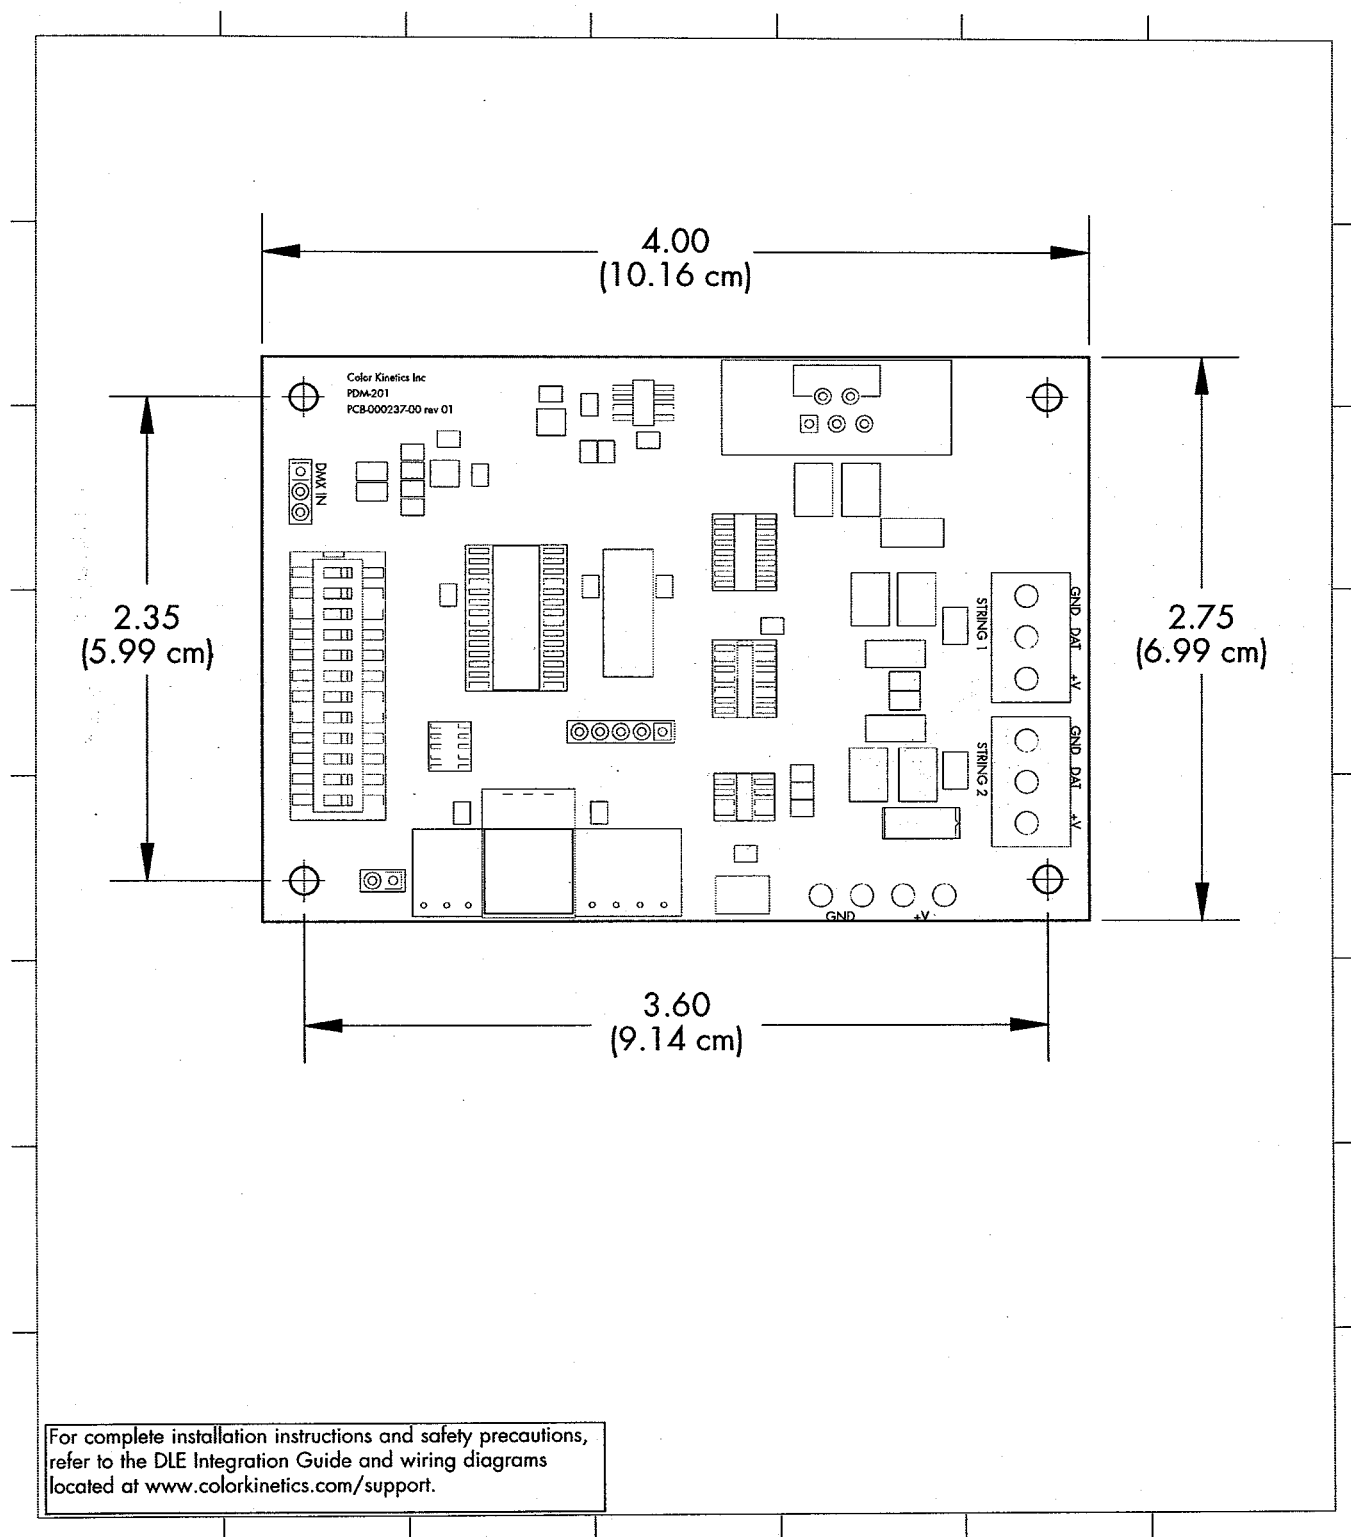 4.00
(10.16 cm)
Color Kinetics Inc
PDM-201
PCB-000237-00 rev 01
DMX IN
2.35
(5.99 cm)
STRING 1
GND DAT +V
2.75
(6.99 cm)
STRING 2
GND DAT +V
GND +V
3.60
(9.14 cm)
For complete installation instructions and safety precautions,
refer to the DLE Integration Guide and wiring diagrams
located at www.colorkinetics.com/support.